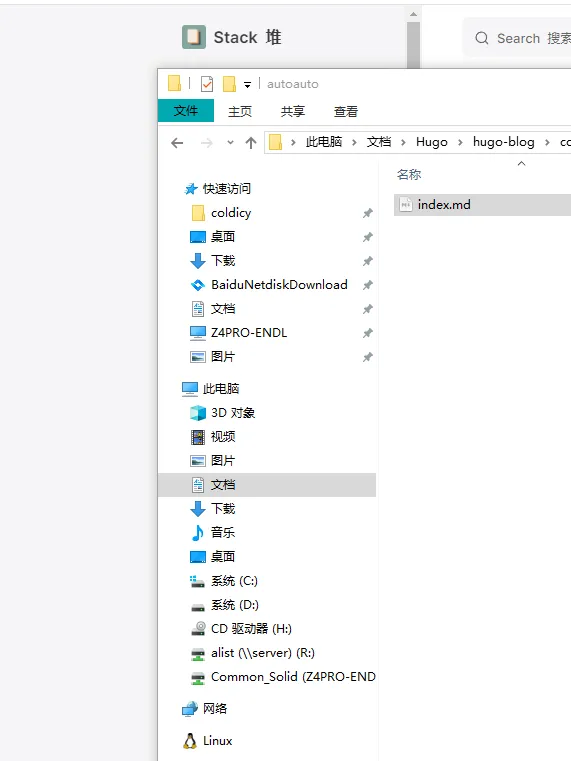 Stack 堆
Search 搜索
autoauto
文件 主页 共享 查看
此电脑 文档 Hugo hugo-blog
名称
index.md
快速访问
coldicy
桌面
下载
BaiduNetdiskDownload
文档
Z4PRO-ENDL
图片
此电脑
3D 对象
视频
图片
文档
下载
音乐
桌面
系统 (C:)
系统 (D:)
CD 驱动器 (H:)
alist (\\server) (R:)
Common_Solid (Z4PRO-END
网络
Linux